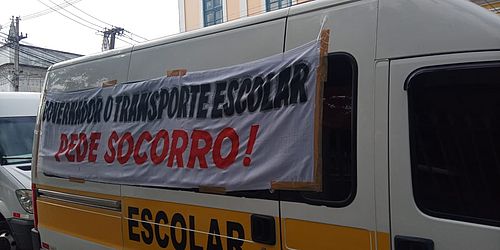 GOVERNADOR O TRANSPORTE ESCOLAR
PEDE SOCORRO!
ESCOLAR